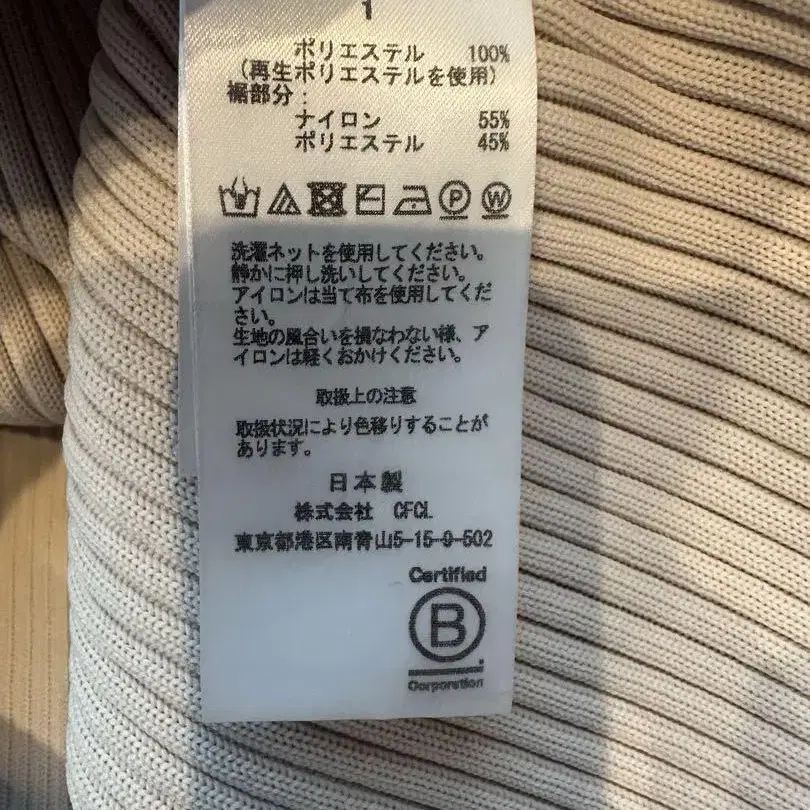 1
ポリエステル 100%
(再生ポリエステルを使用)
裾部分:
ナイロン 55%
ポリエステル 45%
P W
洗濯ネットを使用してください。
静かに押し洗いしてください。
アイロンは当て布を使用してくだ
さい。
生地の風合いを損なわない様、ア
イロンは軽くおかけください。
取扱上の注意
取扱状況により色移りすることが
あります。
日本製
株式会社 CFCL
東京都港区南青山5-15-9-502
Certified
B
Corporation